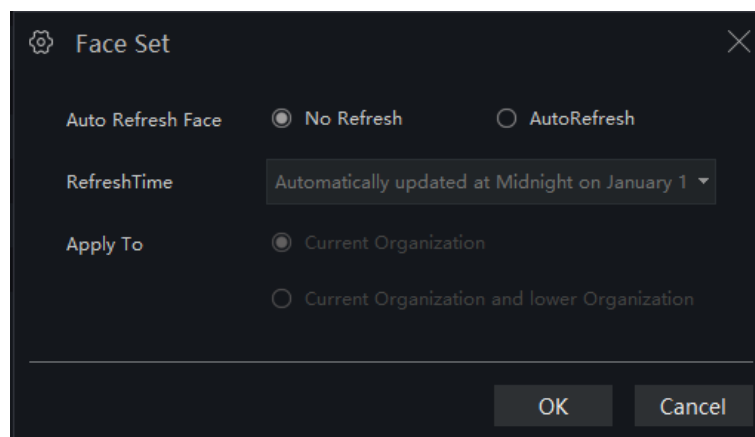 Face Set
Auto Refresh Face No Refresh AutoRefresh
RefreshTime Automatically updated at Midnight on January 1
Apply To Current Organization
Current Organization and lower Organization
OK Cancel